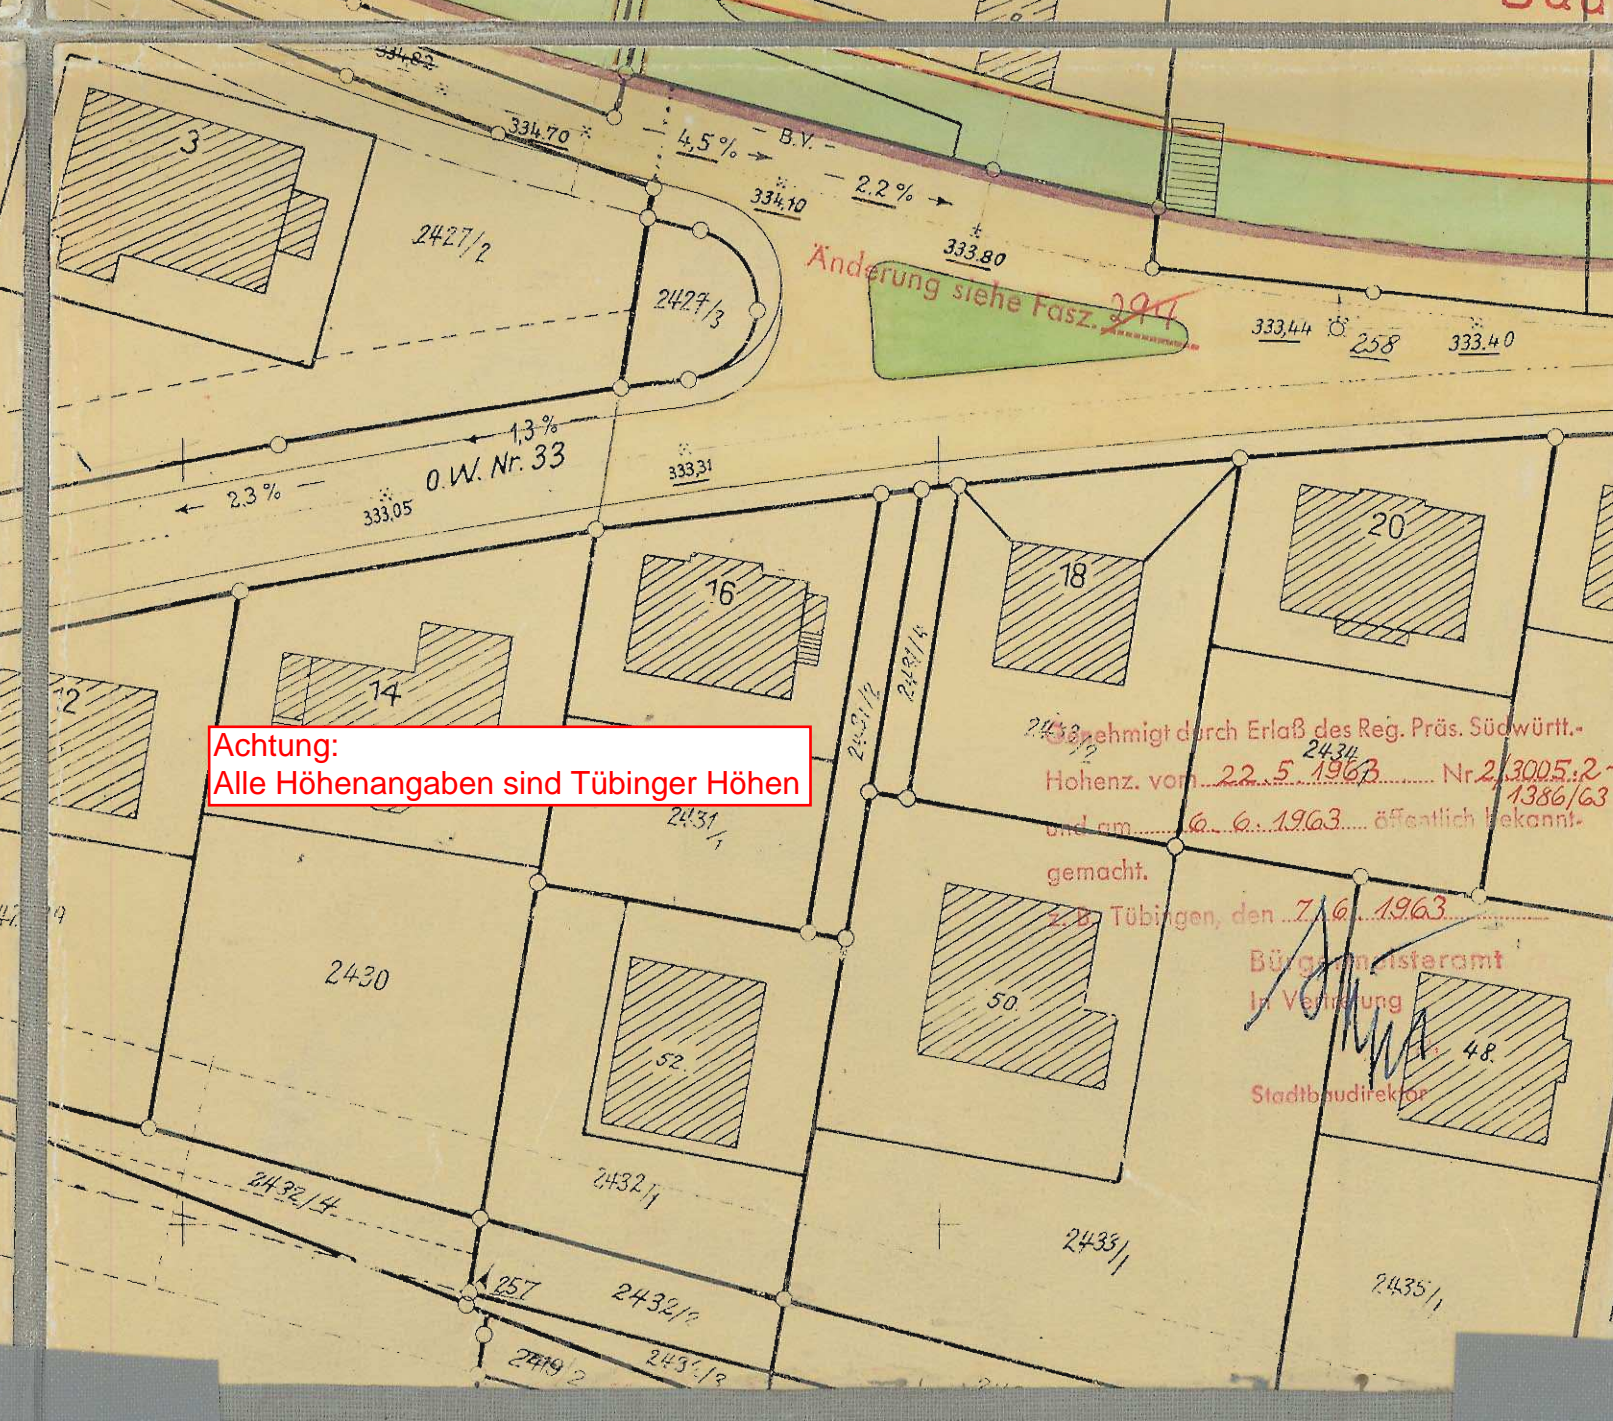 334.82
334.70
4,5%
B.V.
3
2.2%
334.10
2427/2
333.80
Änderung siehe Fasz. 294
2427/3
333,44
258
333.40
1,3%
O.W. Nr. 33
333,31
2.3%
333,05
20
16
18
14
2431/4
2431/2
2433/2
Genehmigt durch Erlaß des Reg. Präs. Südwürtt.-
2434
Hohenz. vom 22.5.1963 Nr. 2/3005.2-
1386/63
und am 6.6.1963 öffentlich bekannt-
gemacht.
z. B. Tübingen, den 7.6.1963
Bürgermeisteramt
In Vertretung
Stadtbaudirektor
Achtung:
Alle Höhenangaben sind Tübinger Höhen
2431/1
2430
50.
52.
48.
2432/4
2432/1
2433/1
2435/1
257
2432/2